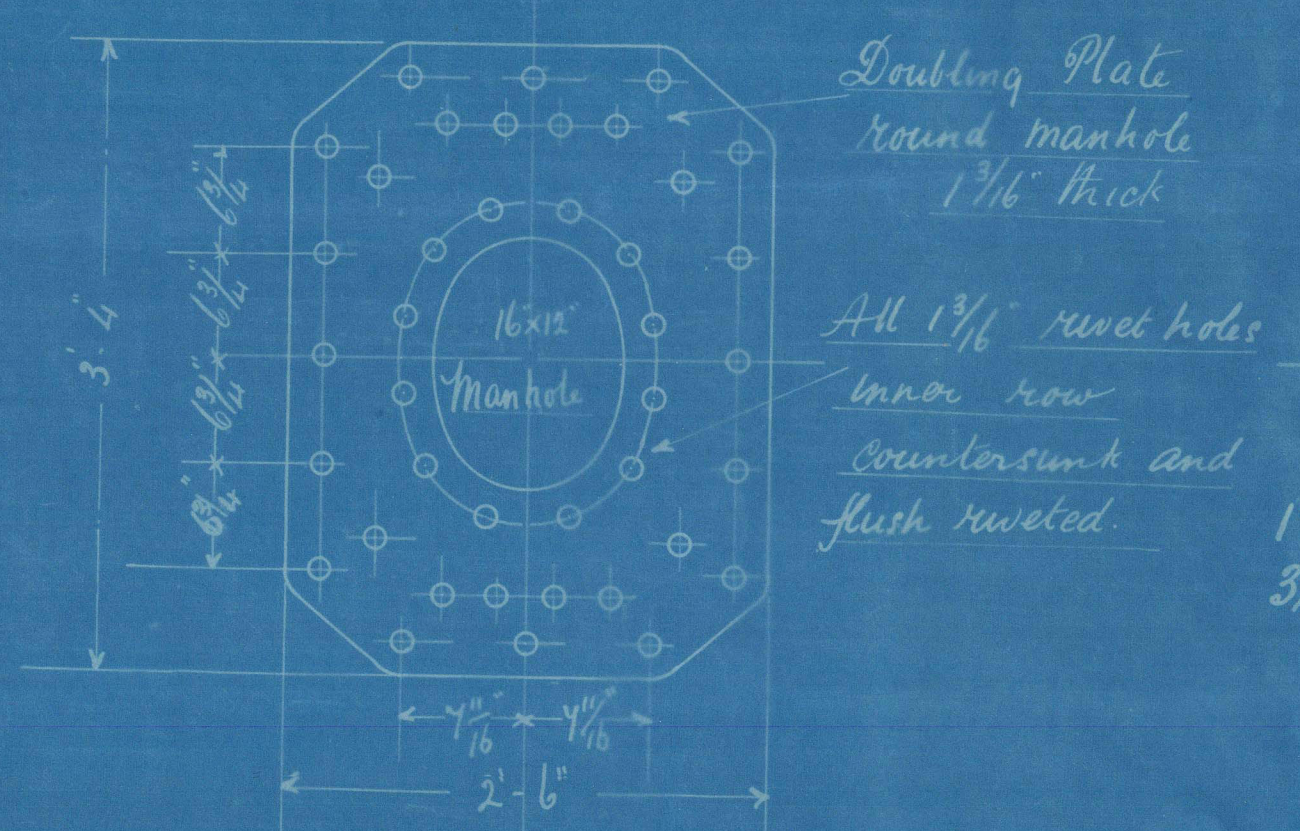 Doubling Plate
round manhole
1 3/16" thick
All 1 3/16" rivet holes
inner row
countersunk and
flush riveted.
16"x12"
Manhole
3'. 4"
6 3/4"
6 3/4"
6 3/4"
6 3/4"
7 11/16"
7 11/16"
2'- 6"